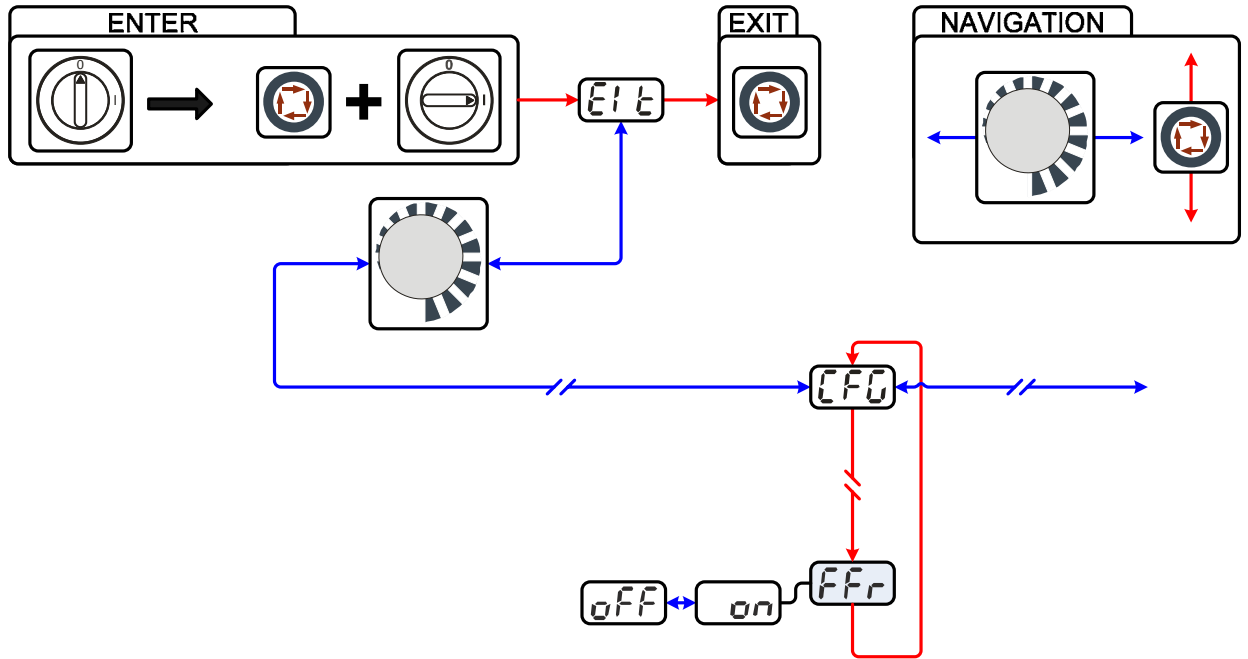 ENTER
EXIT
NAVIGATION
0
I
0
I
EIt
CFG
FFr
oFF
on